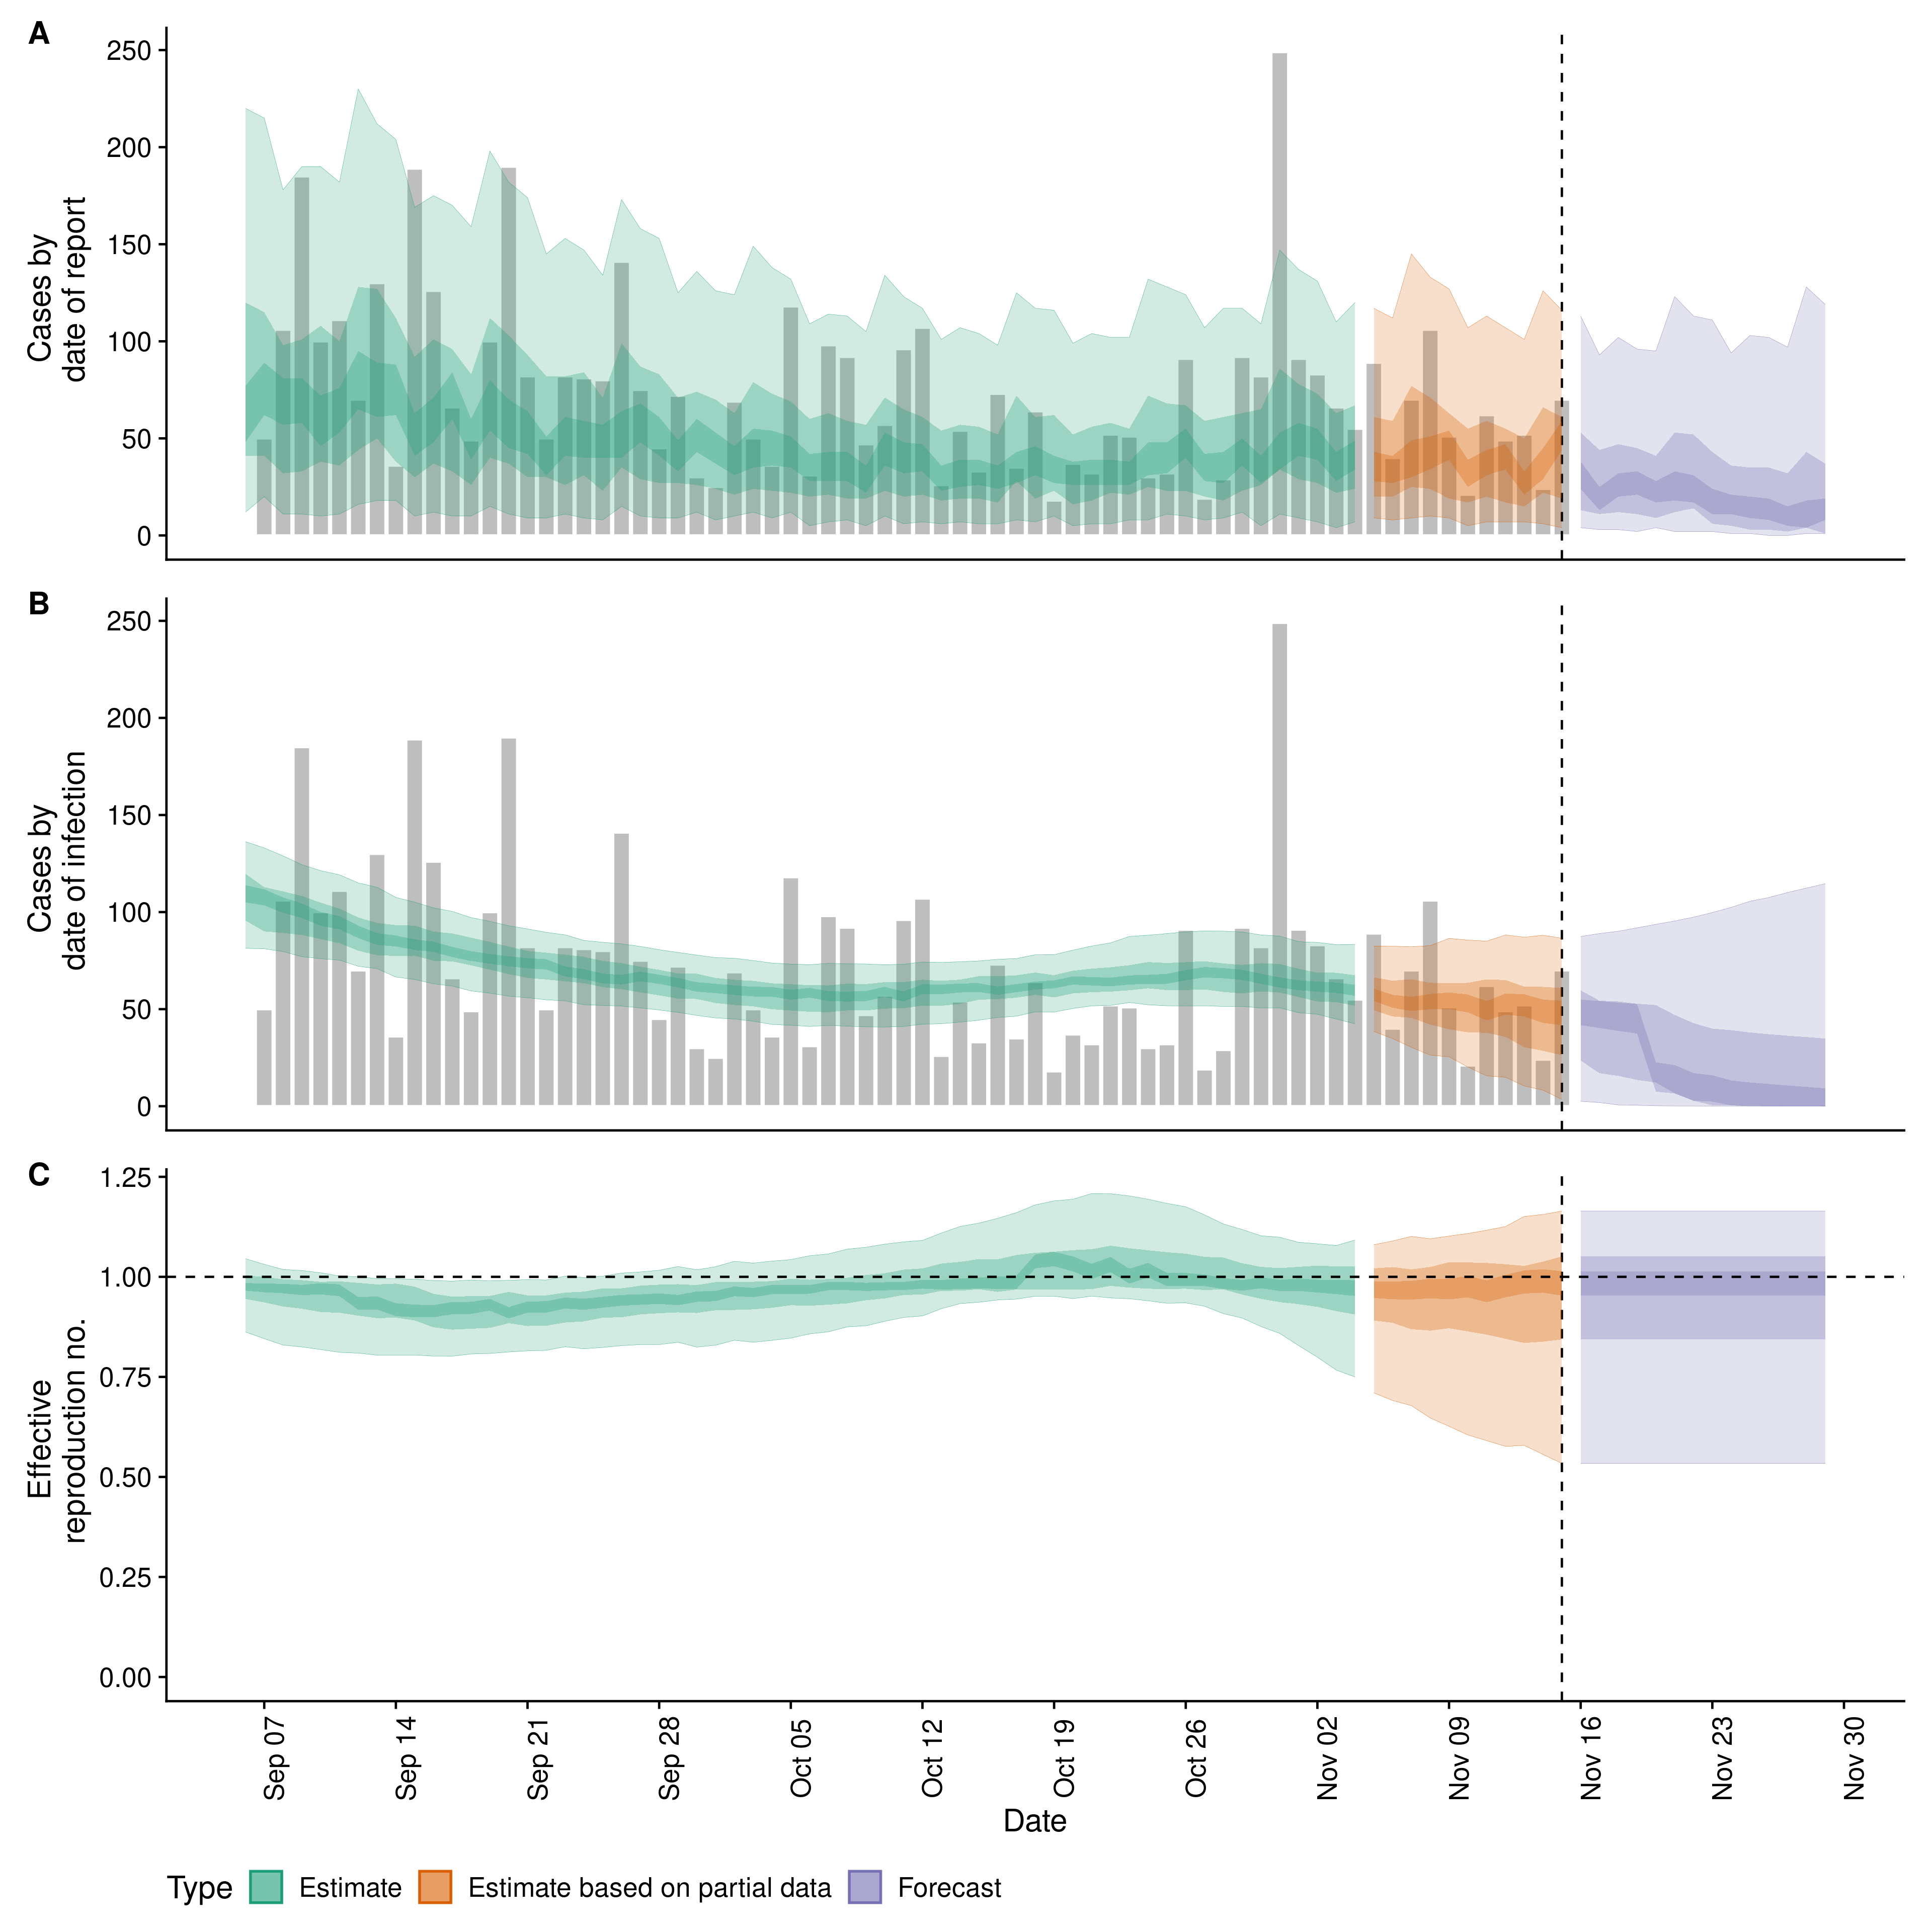 A
250
200
150
100
50
0
Cases by
date of report
B
250
200
150
100
50
0
Cases by
date of infection
C
1.25
1.00
0.75
0.50
0.25
0.00
Effective
reproduction no.
Sep 07
Sep 14
Sep 21
Sep 28
Oct 05
Oct 12
Oct 19
Oct 26
Nov 02
Nov 09
Nov 16
Nov 23
Nov 30
Date
Type Estimate Estimate based on partial data Forecast